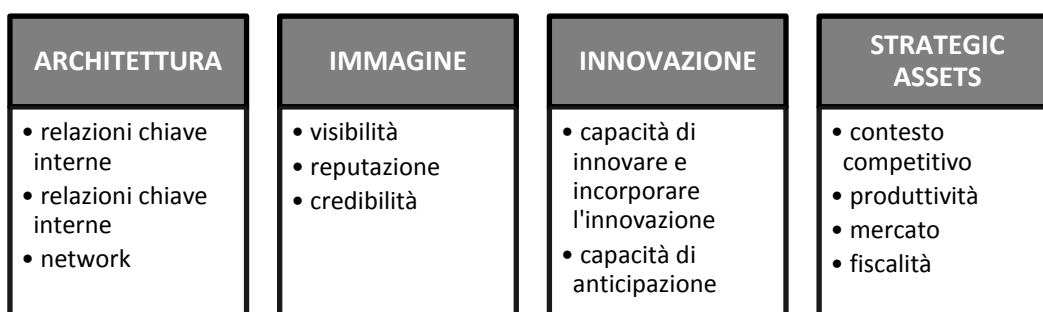 ARCHITETTURA
• relazioni chiave
interne
• relazioni chiave
interne
• network
IMMAGINE
• visibilità
• reputazione
• credibilità
INNOVAZIONE
• capacità di
innovare e
incorporare
l'innovazione
• capacità di
anticipazione
STRATEGIC
ASSETS
• contesto
competitivo
• produttività
• mercato
• fiscalità